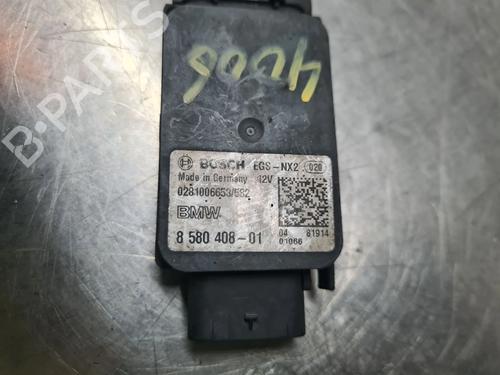 4006
BOSCH EGS-NX2 020
Made in Germany 12V
0281006653/682
BMW
8 580 408-01
04 81914
01066
B-PARTS